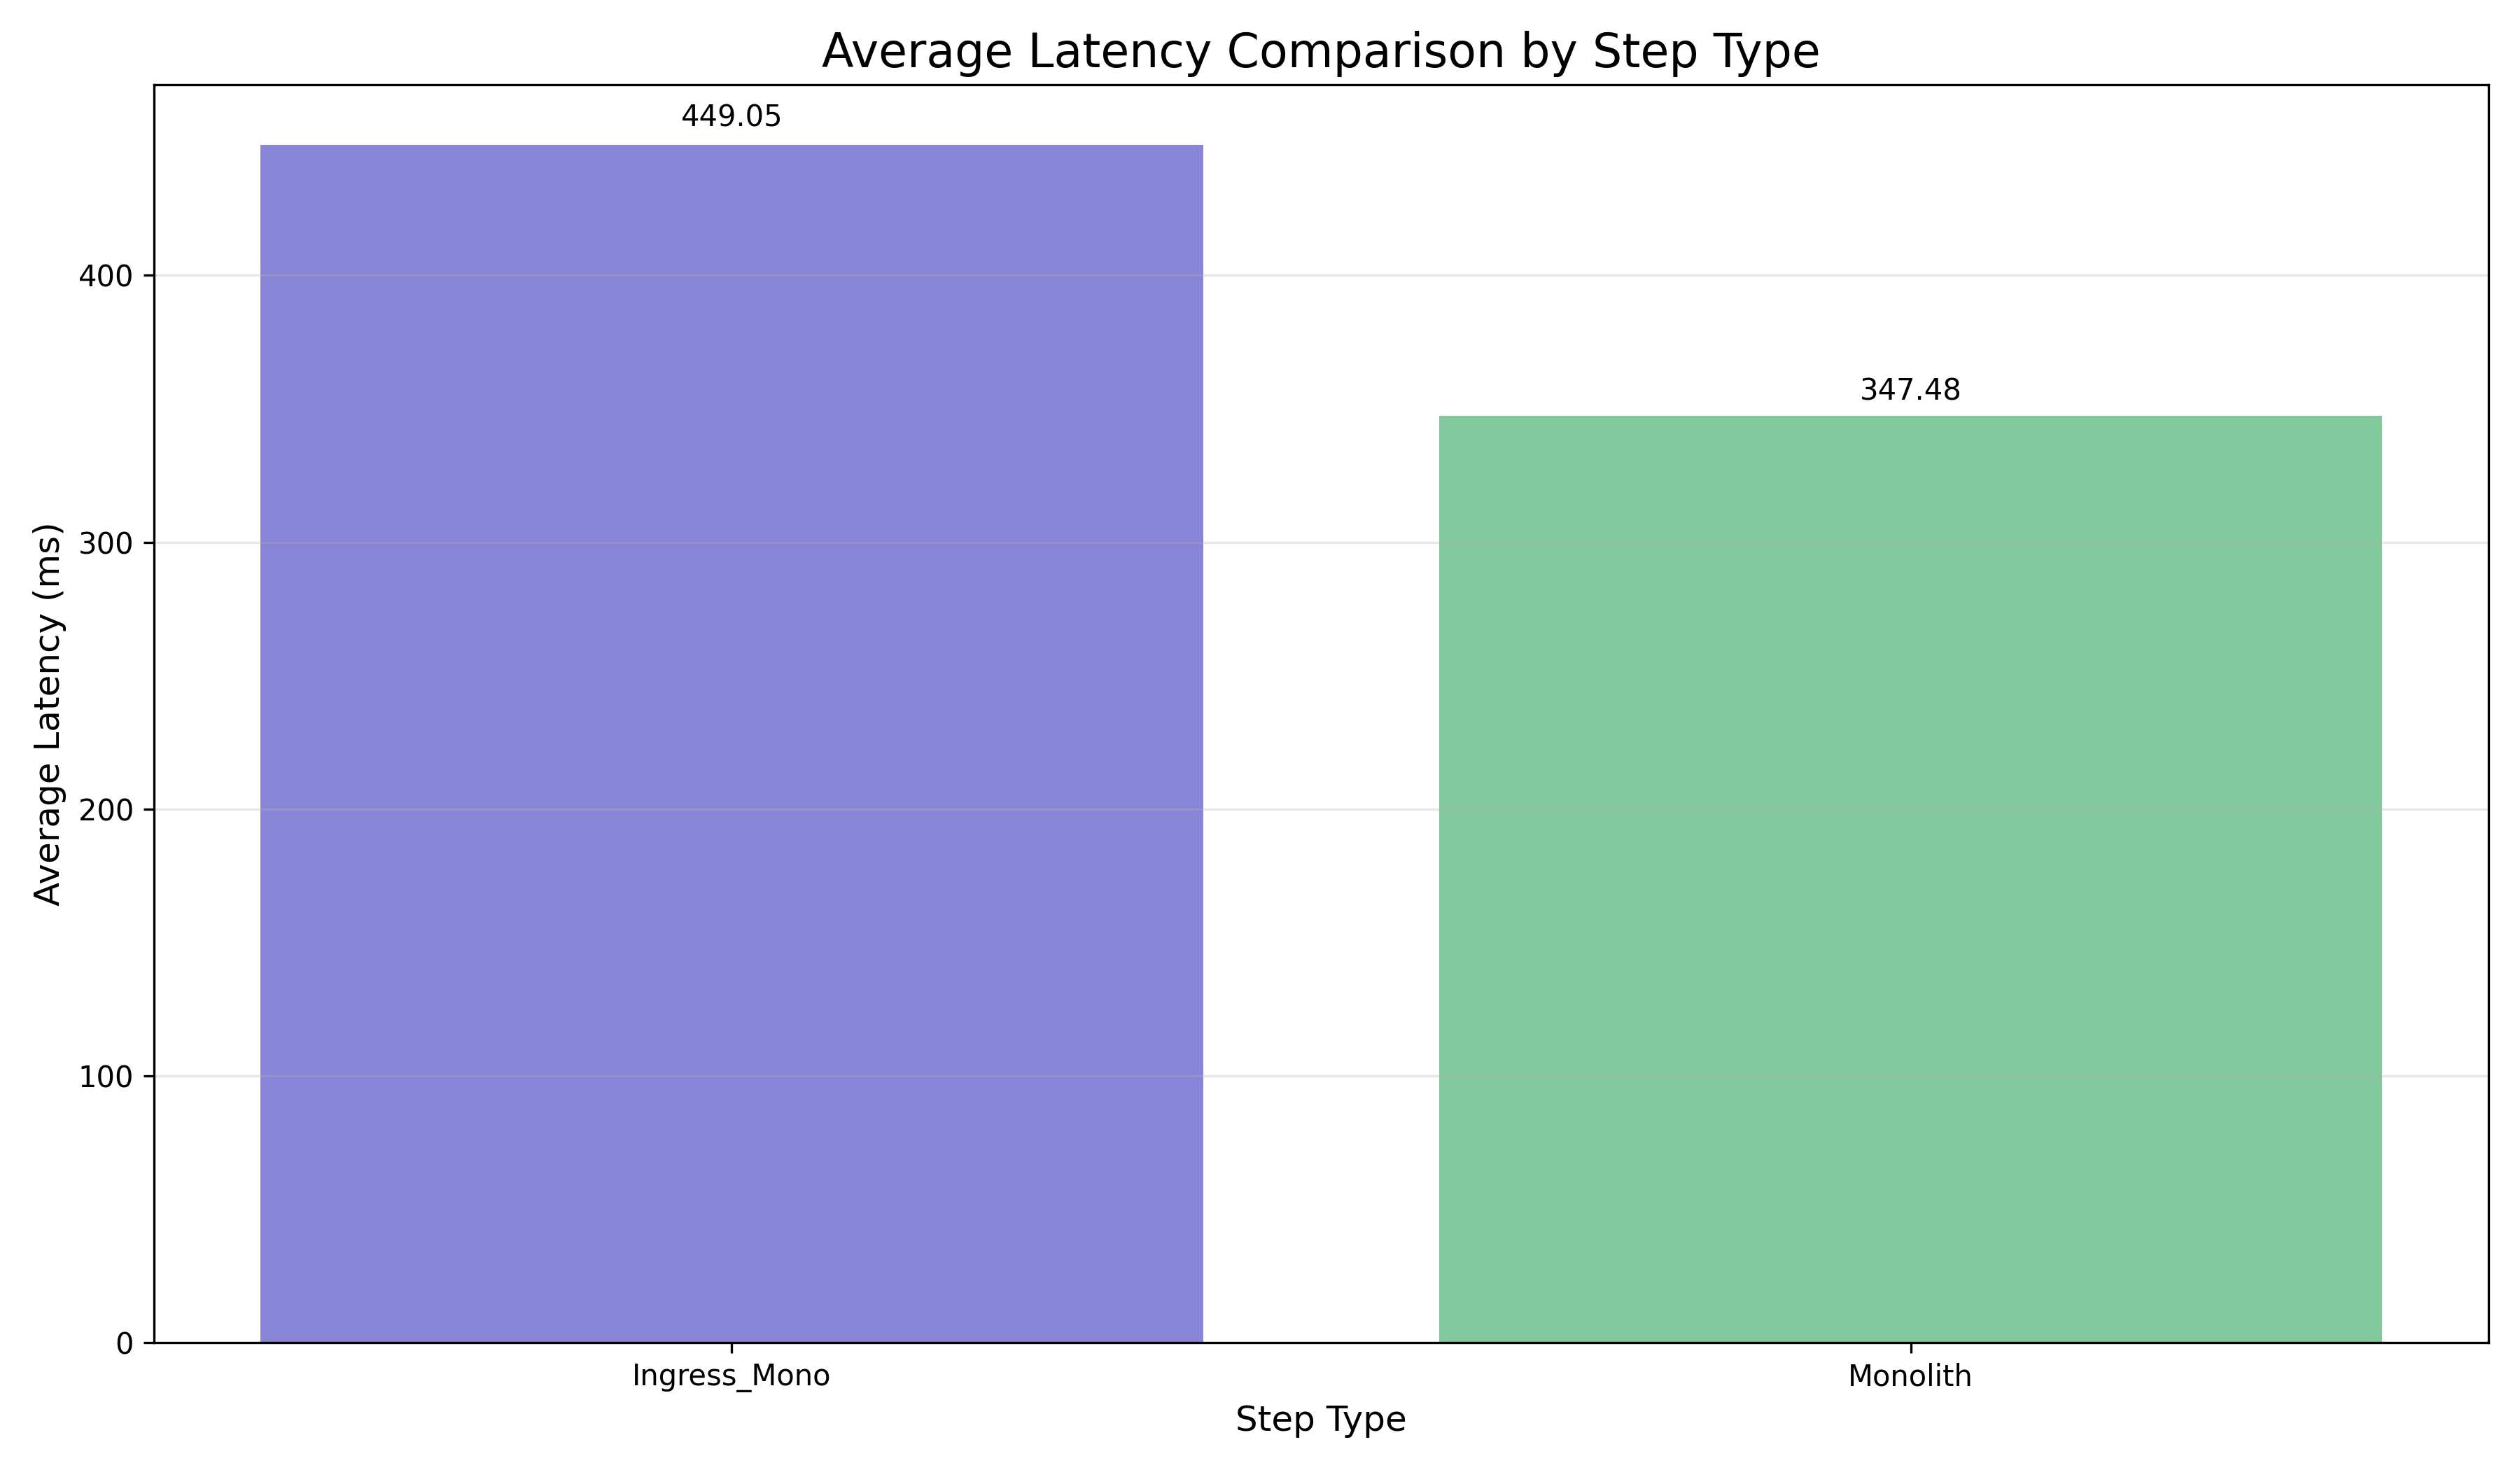 Average Latency Comparison by Step Type
449.05
347.48
400
300
200
100
0
Average Latency (ms)
Ingress_Mono
Monolith
Step Type